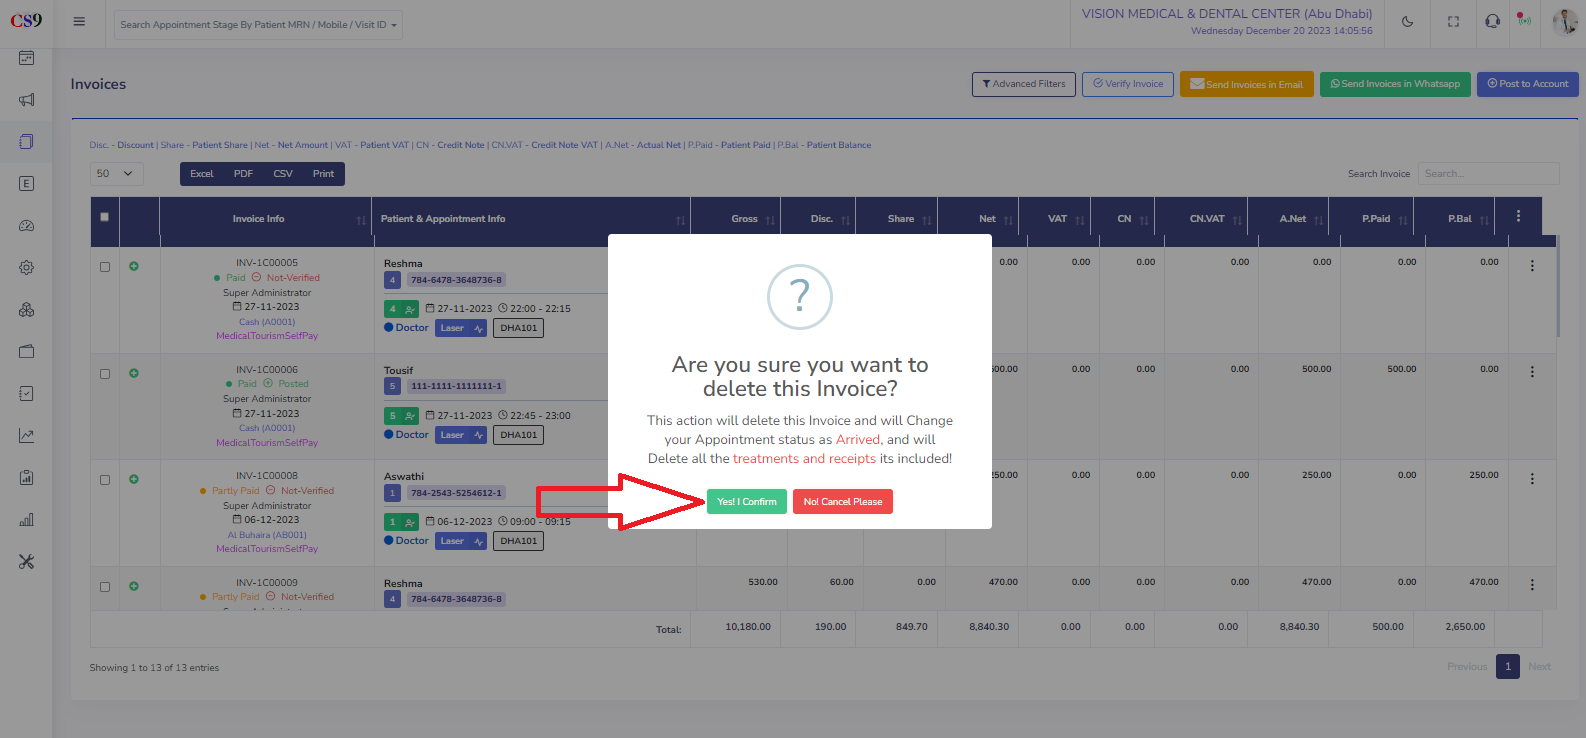 CS9
Search Appointment Stage By Patient MRN / Mobile / Visit ID
VISION MEDICAL & DENTAL CENTER (Abu Dhabi)
Wednesday December 20 2023 14:05:56
Invoices
Advanced Filters
Verify Invoice
Send Invoices in Email
Send Invoices in Whatsapp
Post to Account
Disc. - Discount | Share - Patient Share | Net - Net Amount | VAT - Patient VAT | CN - Credit Note | CN.VAT - Credit Note VAT | A.Net - Actual Net | P.Paid - Patient Paid | P.Bal - Patient Balance
50
Excel PDF CSV Print
Search Invoice Search...
Invoice Info Patient & Appointment Info Gross Disc. Share Net VAT CN CN.VAT A.Net P.Paid P.Bal
INV-1C00005
Paid Not-Verified
Super Administrator
27-11-2023
Cash (A0001)
MedicalTourismSelfPay
Reshma
4 784-6478-3648736-8
4 27-11-2023 22:00 - 22:15
Doctor Laser DHA101
0.00 0.00 0.00 0.00 0.00 0.00 0.00
INV-1C00006
Paid Posted
Super Administrator
27-11-2023
Cash (A0001)
MedicalTourismSelfPay
Tousif
5 111-1111-1111111-1
5 27-11-2023 22:45 - 23:00
Doctor Laser DHA101
500.00 0.00 0.00 0.00 500.00 500.00 0.00
INV-1C00008
Partly Paid Not-Verified
Super Administrator
06-12-2023
Al Buhaira (AB001)
MedicalTourismSelfPay
Aswathi
1 784-2543-5254612-1
1 06-12-2023 09:00 - 09:15
Doctor Laser DHA101
250.00 0.00 0.00 0.00 250.00 0.00 250.00
INV-1C00009
Partly Paid Not-Verified
Reshma
4 784-6478-3648736-8
530.00 60.00 0.00 470.00 0.00 0.00 0.00 470.00 0.00 470.00
Total: 10,180.00 190.00 849.70 8,840.30 0.00 0.00 0.00 8,840.30 500.00 2,650.00
Showing 1 to 13 of 13 entries
Previous 1 Next
?
Are you sure you want to
delete this Invoice?
This action will delete this Invoice and will Change
your Appointment status as Arrived, and will
Delete all the treatments and receipts its included!
Yes! I Confirm
No! Cancel Please
E